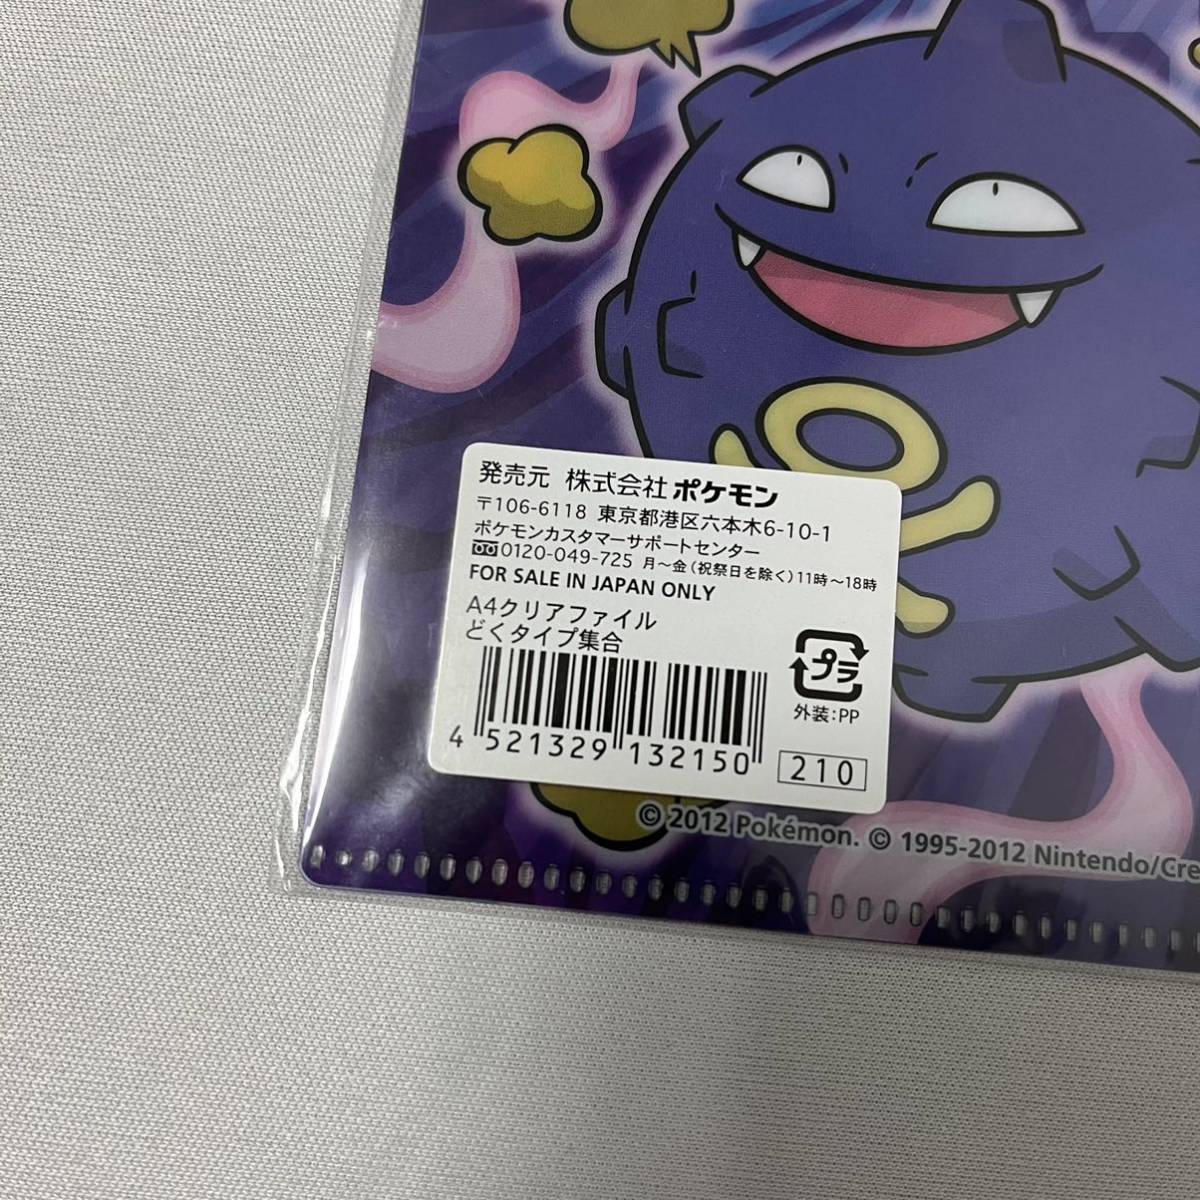 発売元 株式会社 ポケモン
〒106-6118 東京都港区六本木6-10-1
ポケモンカスタマーサポートセンター
0120-049-725 月〜金(祝祭日を除く)11時〜18時
FOR SALE IN JAPAN ONLY
A4クリアファイル
どくタイプ集合
プラ
外装:PP
4 521329 132150
210
© 2012 Pokémon. © 1995-2012 Nintendo/Cre